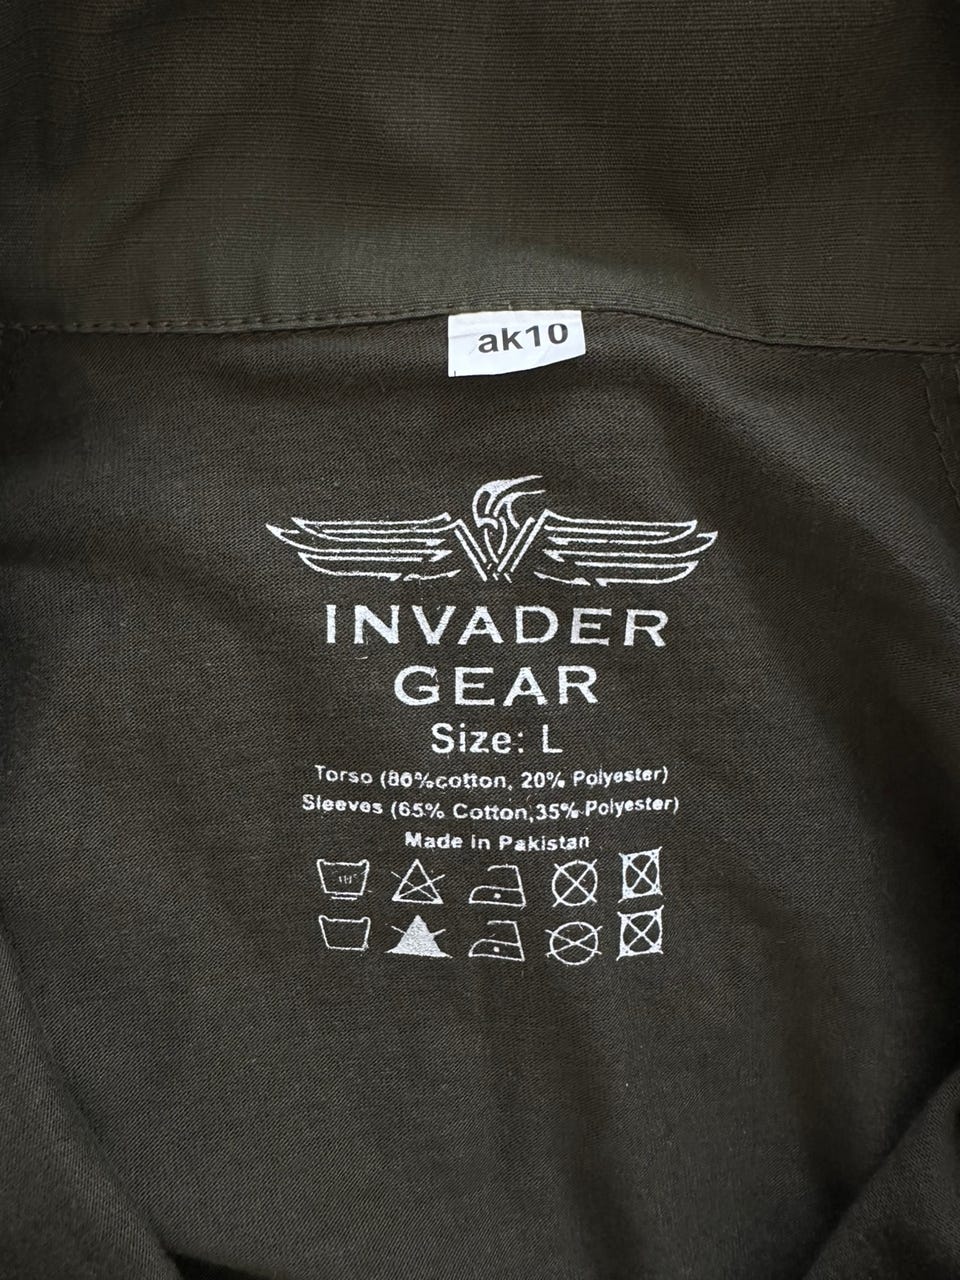 ak10
INVADER
GEAR
Size: L
Torso (80%cotton, 20% Polyester)
Sleeves (65% Cotton,35% Polyester)
Made in Pakistan